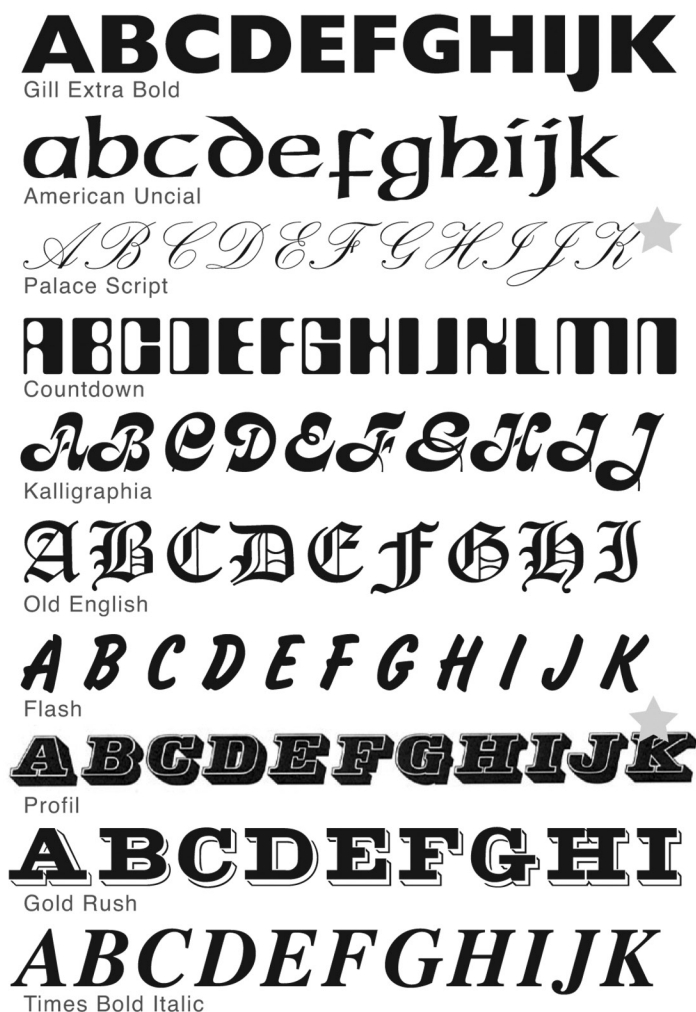 ABCDEFGHIJK
Gill Extra Bold
abcdefghijk
American Uncial
ABCDEFGHIJK
Palace Script
ABCDEFGHIJKLMN
Countdown
ABCDEFGHIJ
Kalligraphia
ABCDEFGHI
Old English
ABCDEFGHIJK
Flash
ABCDEFGHIJK
Profil
ABCDEFGHI
Gold Rush
ABCDEFGHIJK
Times Bold Italic